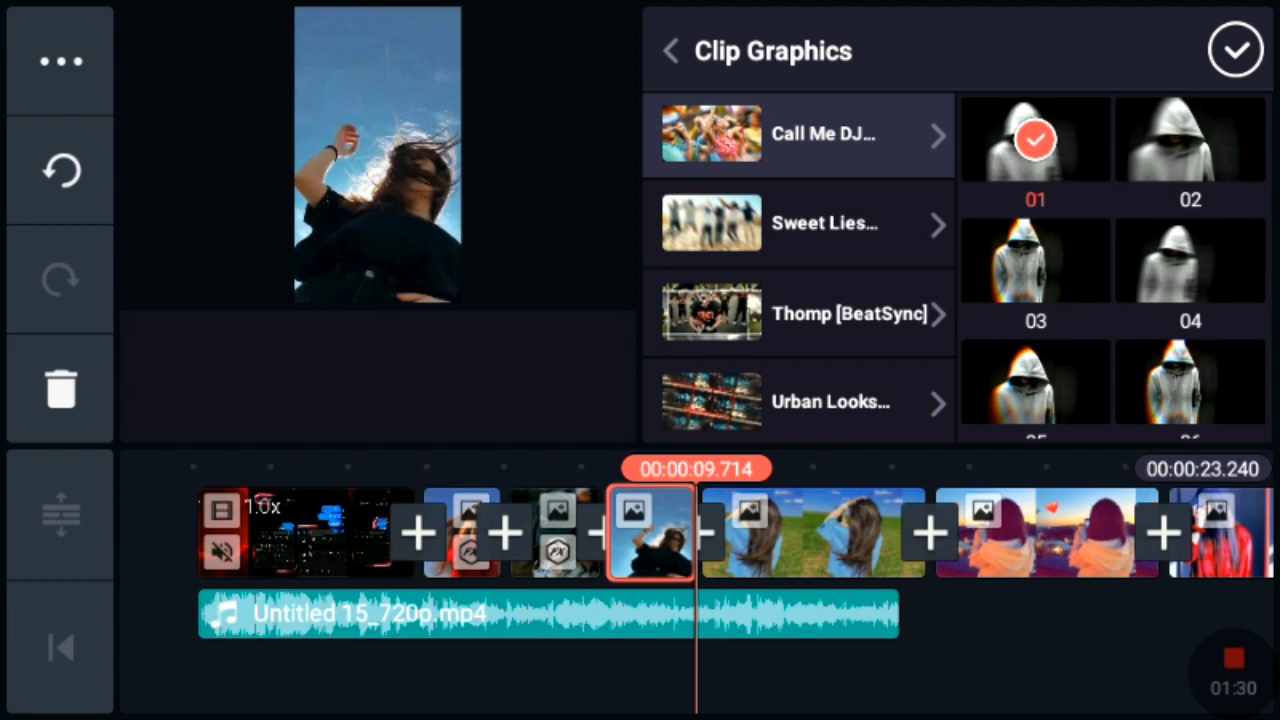 Clip Graphics
Call Me DJ...
Sweet Lies...
Thomp [BeatSync]
Urban Looks...
01
02
03
04
00:00:09.714
00:00:23.240
1.0x
Untitled 15_720p.mp4
01:30